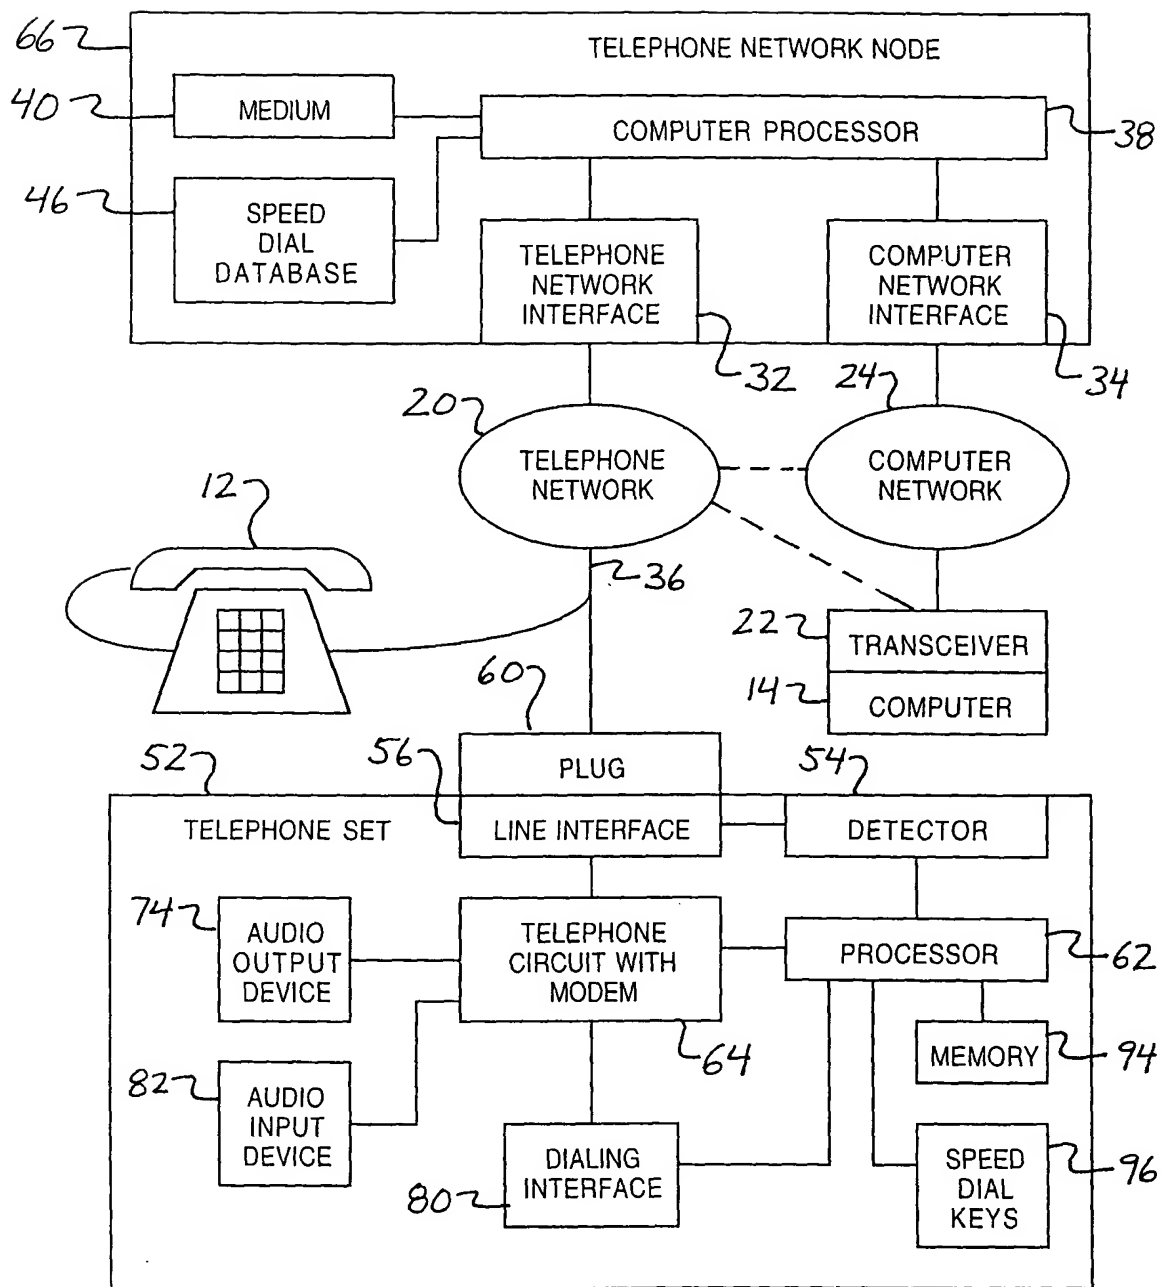 66
TELEPHONE NETWORK NODE
40
MEDIUM
COMPUTER PROCESSOR
38
46
SPEED
DIAL
DATABASE
TELEPHONE
NETWORK
INTERFACE
COMPUTER
NETWORK
INTERFACE
32
34
20
24
TELEPHONE
NETWORK
COMPUTER
NETWORK
12
36
22
TRANSCEIVER
14
COMPUTER
60
PLUG
52
56
54
TELEPHONE SET
LINE INTERFACE
DETECTOR
74
AUDIO
OUTPUT
DEVICE
TELEPHONE
CIRCUIT WITH
MODEM
PROCESSOR
62
64
MEMORY
94
82
AUDIO
INPUT
DEVICE
80
DIALING
INTERFACE
SPEED
DIAL
KEYS
96